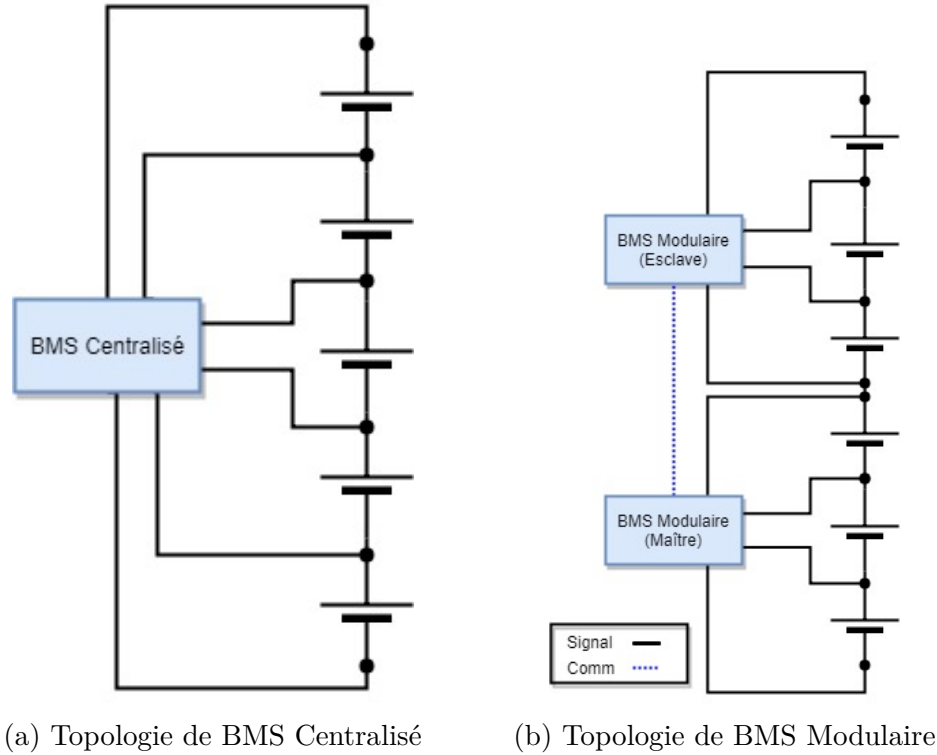 BMS Centralisé
BMS Modulaire
(Esclave)
BMS Modulaire
(Maître)
Signal
Comm
(a) Topologie de BMS Centralisé
(b) Topologie de BMS Modulaire